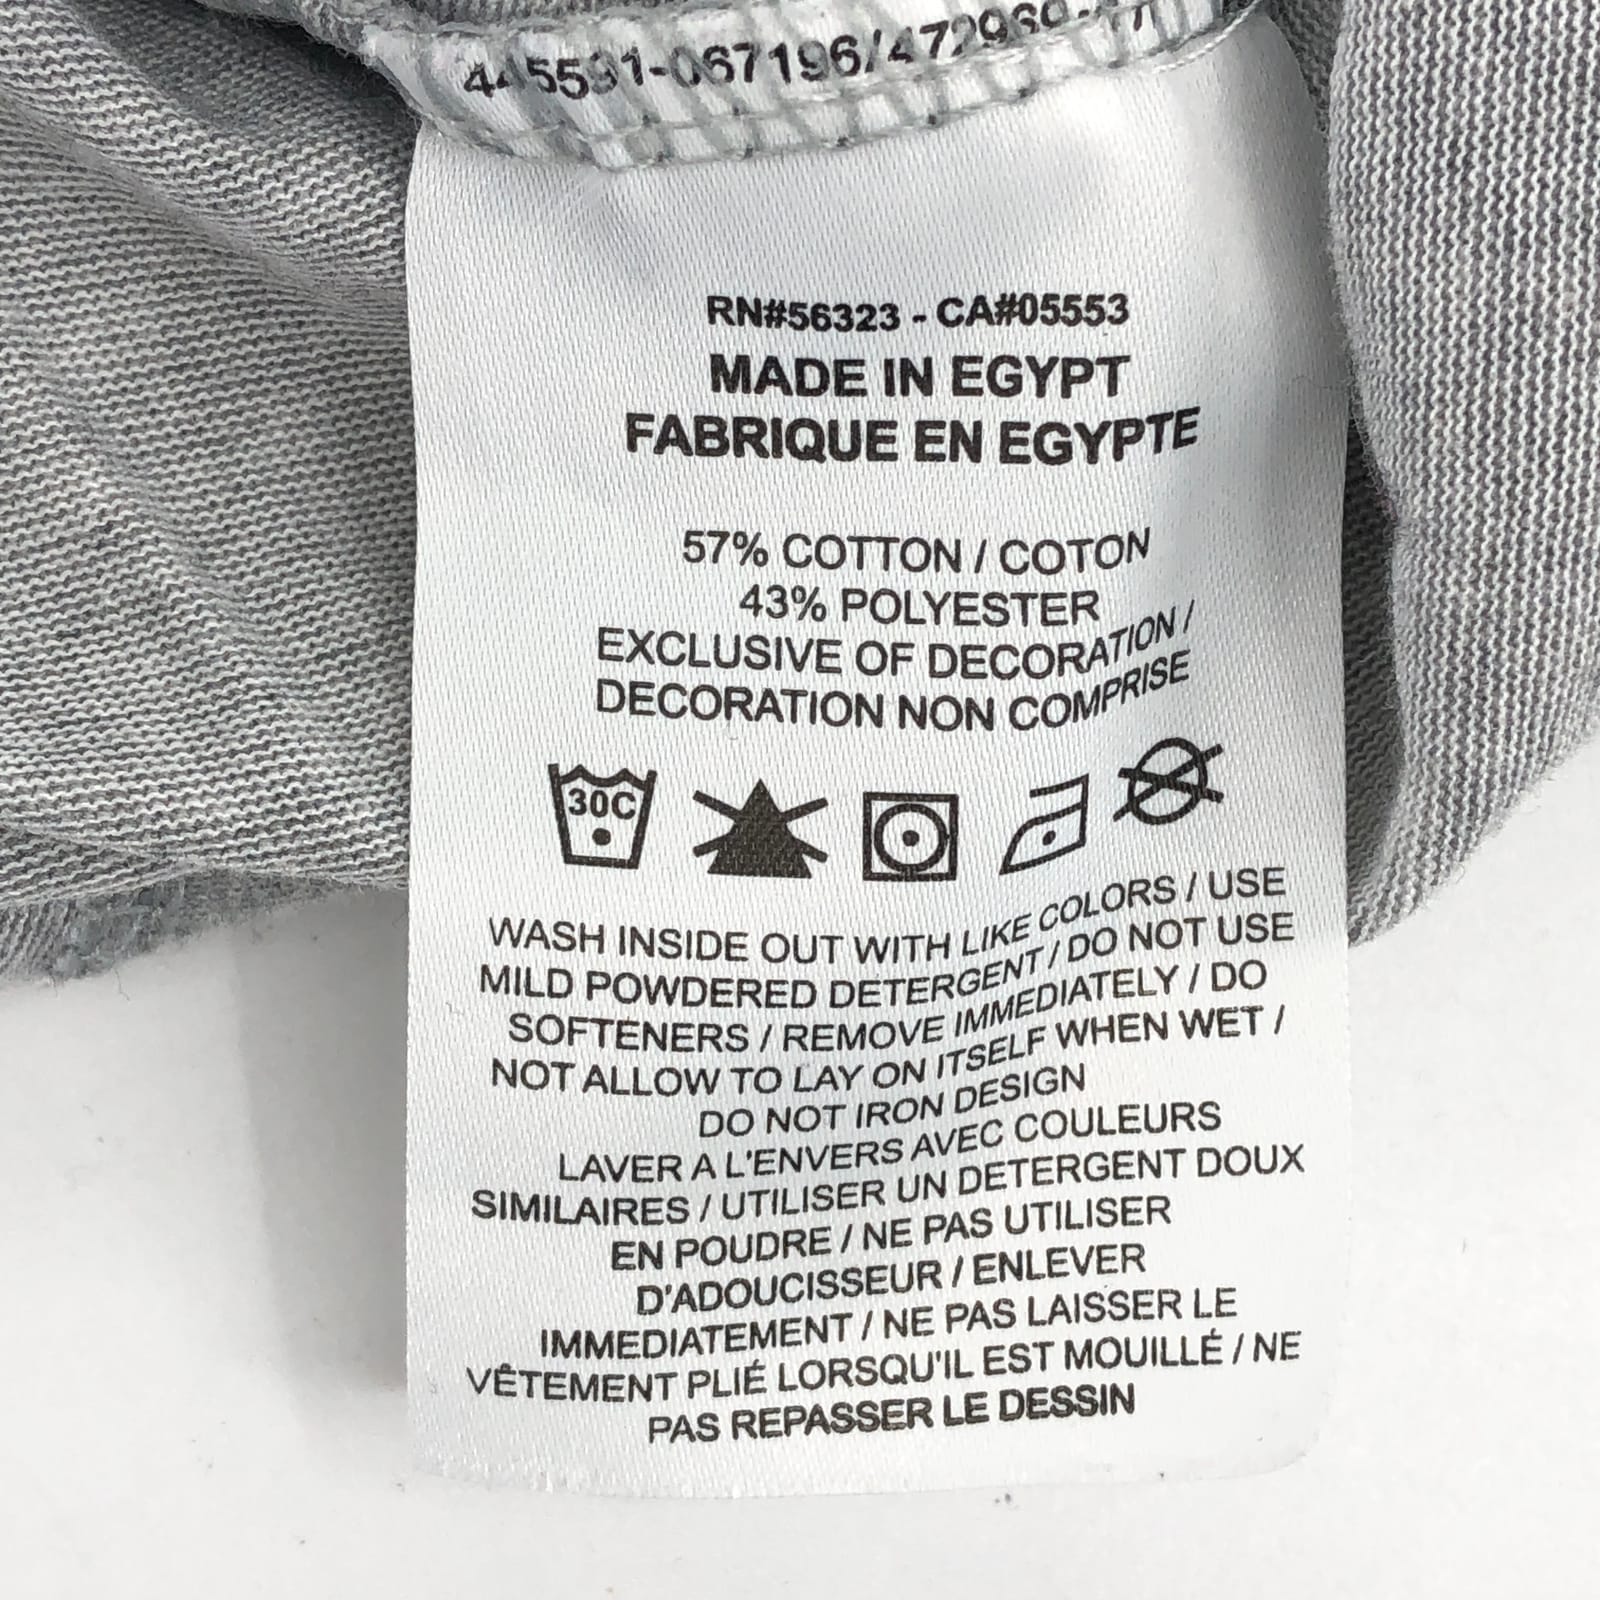 RN#56323 - CA#05553
MADE IN EGYPT
FABRIQUE EN EGYPTE
57% COTTON / COTON
43% POLYESTER
EXCLUSIVE OF DECORATION /
DECORATION NON COMPRISE
30C
WASH INSIDE OUT WITH LIKE COLORS / USE
MILD POWDERED DETERGENT / DO NOT USE
SOFTENERS / REMOVE IMMEDIATELY / DO
NOT ALLOW TO LAY ON ITSELF WHEN WET /
DO NOT IRON DESIGN
LAVER A L'ENVERS AVEC COULEURS
SIMILAIRES / UTILISER UN DETERGENT DOUX
EN POUDRE / NE PAS UTILISER
D'ADOUCISSEUR / ENLEVER
IMMEDIATEMENT / NE PAS LAISSER LE
VÊTEMENT PLIÉ LORSQU'IL EST MOUILLÉ / NE
PAS REPASSER LE DESSIN